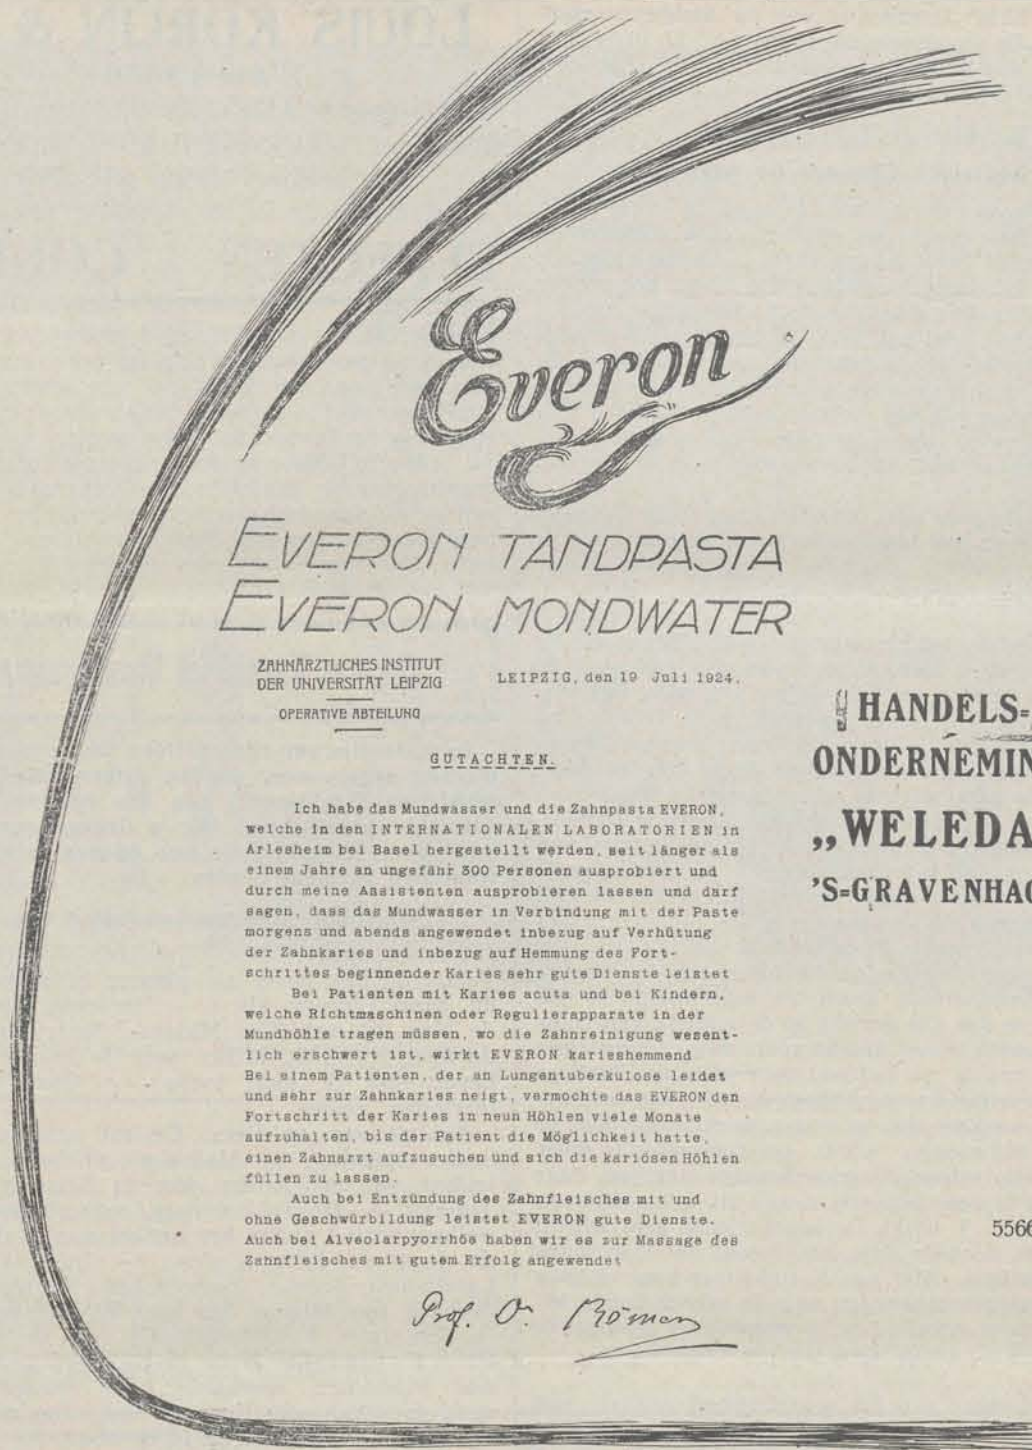 Everon
EVERON TANDPASTA
EVERON MONDWATER
ZAHNÄRZTLICHES INSTITUT
DER UNIVERSITÄT LEIPZIG
OPERATIVE ABTEILUNG
LEIPZIG, den 19 Juli 1924.
GUTACHTEN.
Ich habe das Mundwasser und die Zahnpasta EVERON,
welche in den INTERNATIONALEN LABORATORIEN in
Arlesheim bei Basel hergestellt werden, seit länger als
einem Jahre an ungefähr 300 Personen ausprobiert und
durch meine Assistenten ausprobieren lassen und darf
sagen, dass das Mundwasser in Verbindung mit der Paste
morgens und abends angewendet inbezug auf Verhütung
der Zahnkaries und inbezug auf Hemmung des Fort-
schrittes beginnender Karies sehr gute Dienste leistet
Bei Patienten mit Karies acuta und bei Kindern,
welche Richtmaschinen oder Regulierapparate in der
Mundhöhle tragen müssen, wo die Zahnreinigung wesent-
lich erschwert ist, wirkt EVERON karieshemmend
Bei einem Patienten, der an Lungentuberkulose leidet
und sehr zur Zahnkaries neigt, vermochte das EVERON den
Fortschritt der Karies in neun Höhlen viele Monate
aufzuhalten, bis der Patient die Möglichkeit hatte,
einen Zahnarzt aufzusuchen und sich die kariösen Höhlen
füllen zu lassen.
Auch bei Entzündung des Zahnfleisches mit und
ohne Geschwürbildung leistet EVERON gute Dienste.
Auch bei Alveolarpyorrhöe haben wir es zur Massage des
Zahnfleisches mit gutem Erfolg angewendet
Prof. Dr.
HANDELS=
ONDERNEMIN
„WELEDA
'S=GRAVENHAG
5566